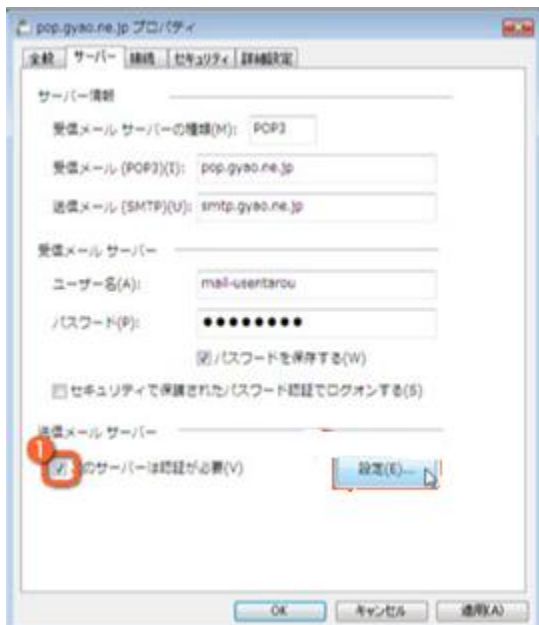 pop.gyao.ne.jp プロパティ
全般 サーバー 接続 セキュリティ 詳細設定
サーバー情報
受信メール サーバーの種類(M): POP3
受信メール (POP3)(I): pop.gyao.ne.jp
送信メール (SMTP)(U): smtp.gyao.ne.jp
受信メール サーバー
ユーザー名(A): mail-usentarou
パスワード(P): ●●●●●●●●
パスワードを保存する(W)
セキュリティで保護されたパスワード認証でログオンする(S)
送信メール サーバー
1
このサーバーは認証が必要(V) 設定(E)...
OK キャンセル 適用(A)